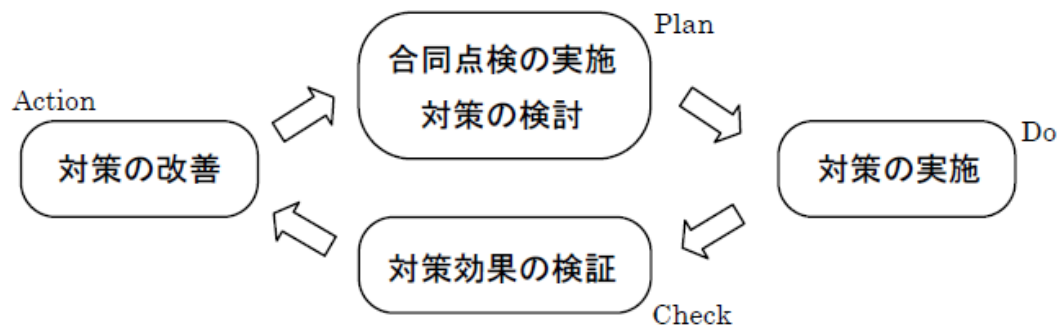 Plan
合同点検の実施
対策の検討
Action
対策の改善
Do
対策の実施
対策効果の検証
Check